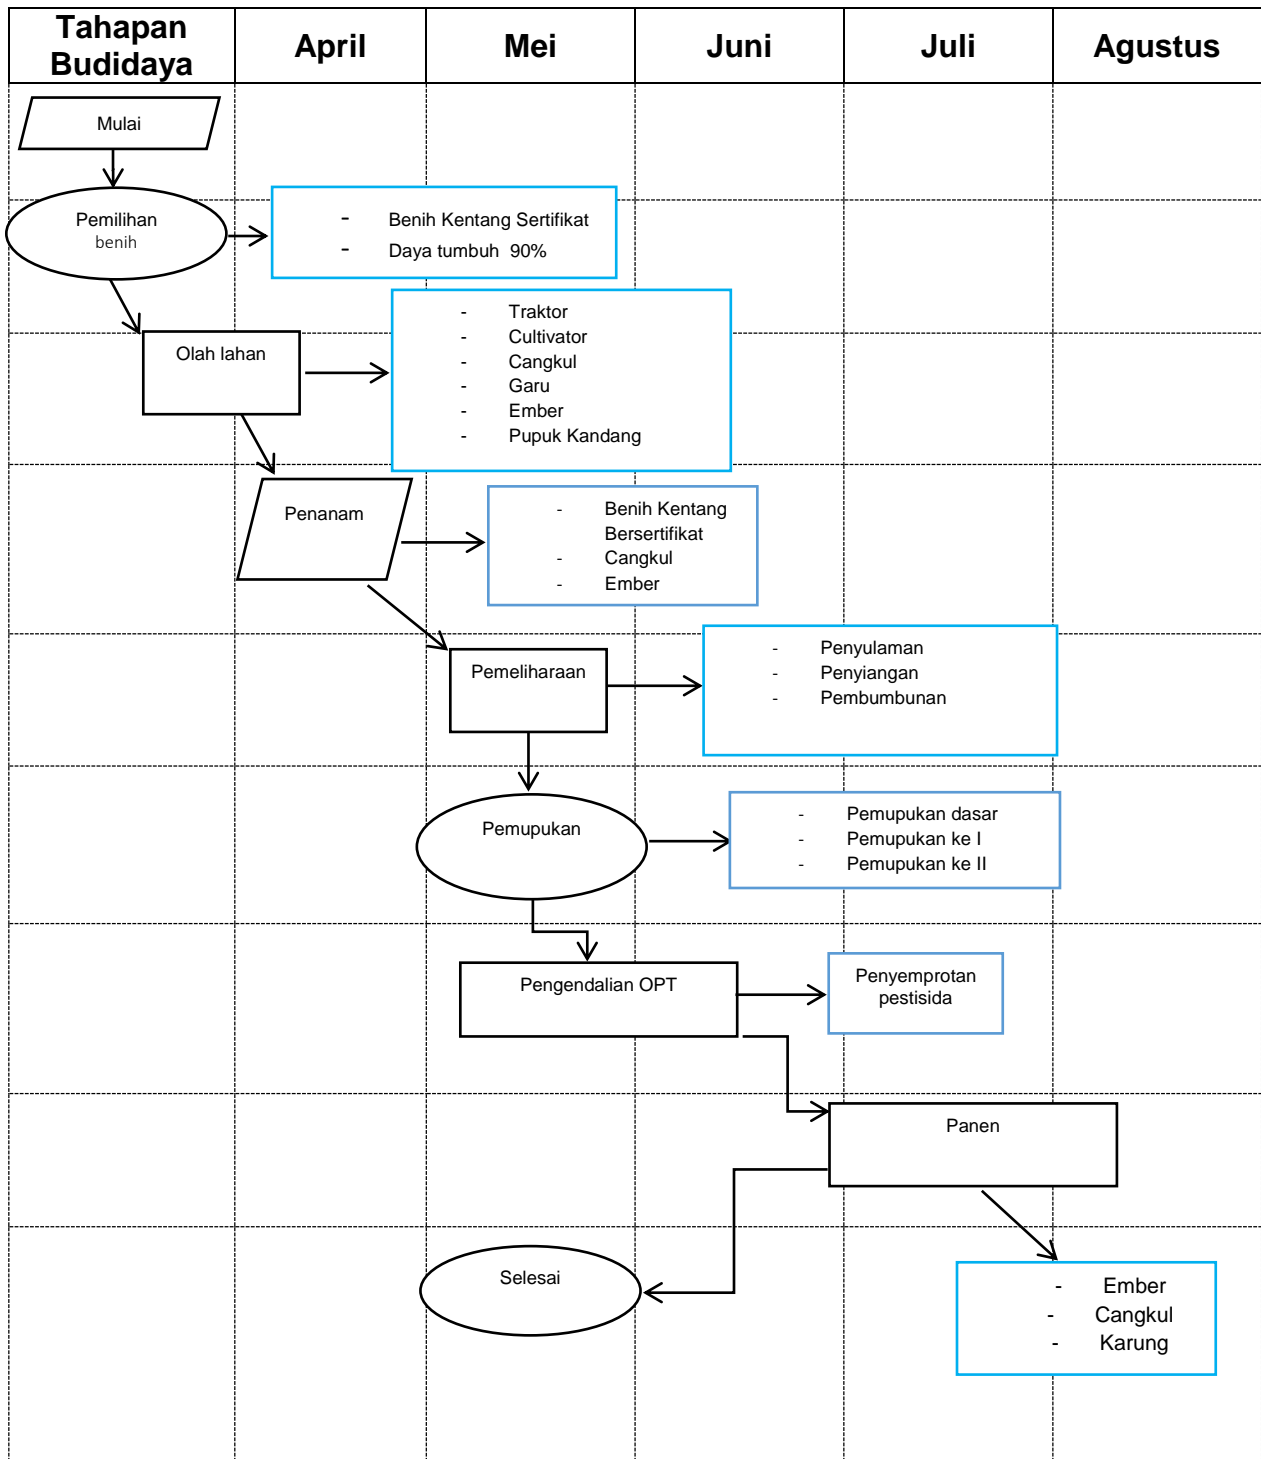 Tahapan
Budidaya
April
Mei
Juni
Juli
Agustus
Mulai
Pemilihan
benih
- Benih Kentang Sertifikat
- Daya tumbuh 90%
Olah lahan
- Traktor
- Cultivator
- Cangkul
- Garu
- Ember
- Pupuk Kandang
Penanam
- Benih Kentang
Bersertifikat
- Cangkul
- Ember
Pemeliharaan
- Penyulaman
- Penyiangan
- Pembumbunan
Pemupukan
- Pemupukan dasar
- Pemupukan ke I
- Pemupukan ke II
Pengendalian OPT
Penyemprotan
pestisida
Panen
Selesai
- Ember
- Cangkul
- Karung